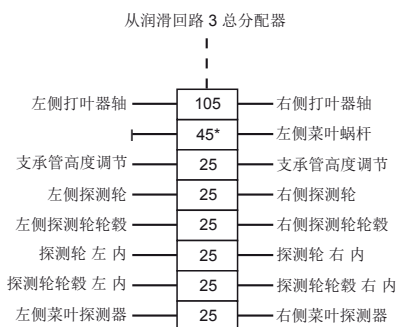 从润滑回路 3 总分配器
左侧打叶器轴 105 右侧打叶器轴
45* 左侧菜叶蜗杆
支承管高度调节 25 支承管高度调节
左侧探测轮 25 右侧探测轮
左侧探测轮轮毂 25 右侧探测轮轮毂
探测轮 左 内 25 探测轮 右 内
探测轮轮毂 左 内 25 探测轮轮毂 右 内
左侧菜叶探测器 25 右侧菜叶探测器